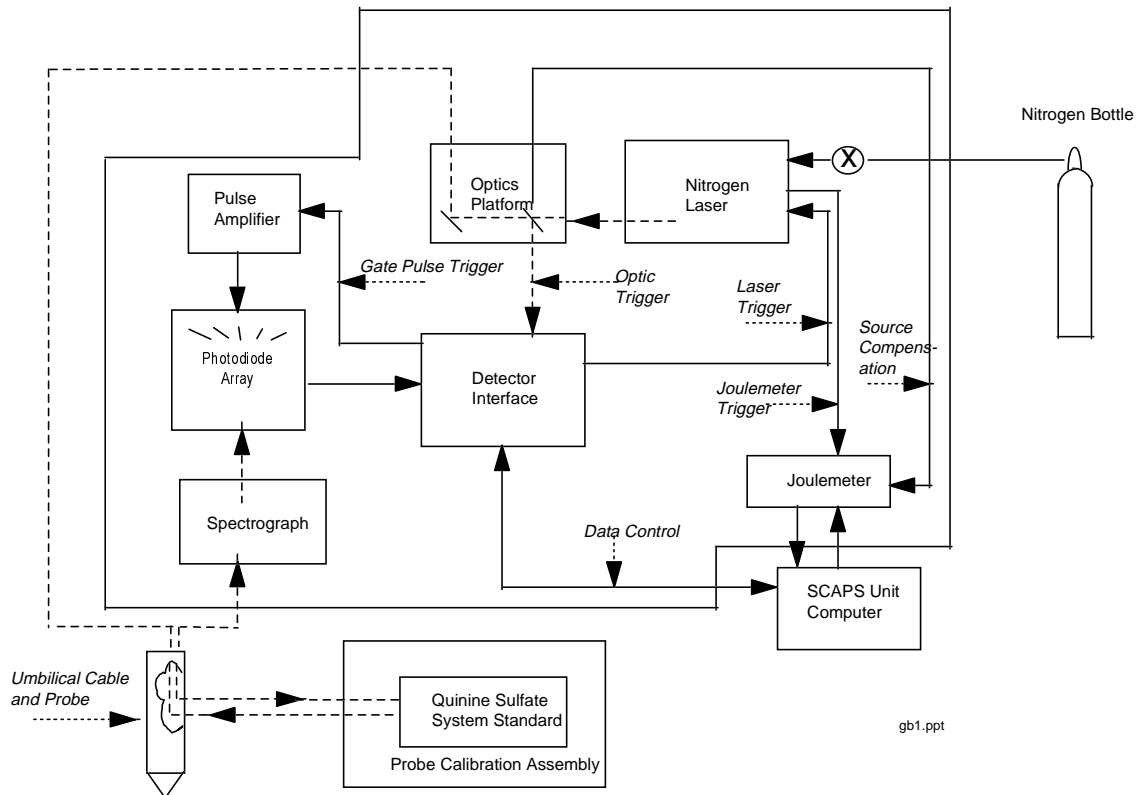 Nitrogen Bottle
Optics
Platform
Nitrogen
Laser
X
Pulse
Amplifier
Gate Pulse Trigger
Optic
Trigger
Laser
Trigger
Source
Compens-
ation
Photodiode
Array
Detector
Interface
Joulemeter
Trigger
Joulemeter
Spectrograph
Data Control
SCAPS Unit
Computer
Umbilical Cable
and Probe
Quinine Sulfate
System Standard
Probe Calibration Assembly
gb1.ppt